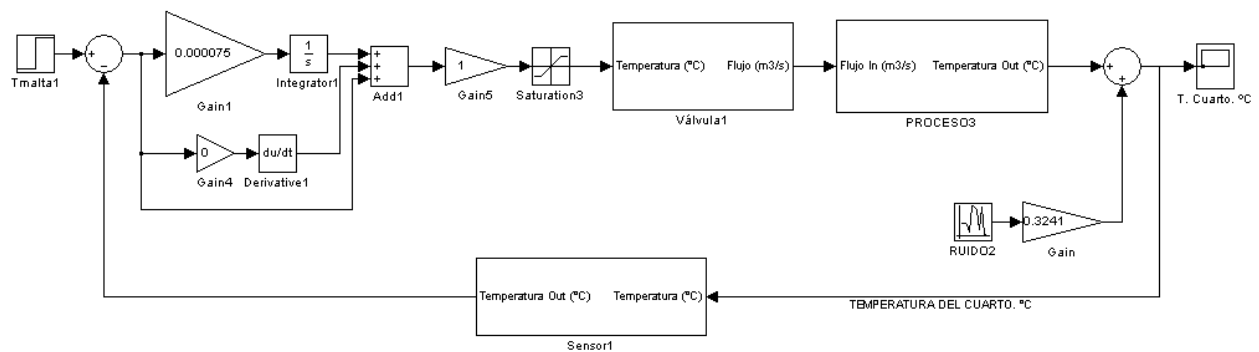 Tmalta1
+
−
0.000075
Gain1
1
s
Integrator1
0
Gain4
du/dt
Derivative1
+
+
+
Add1
1
Gain5
Saturation3
Temperatura (ºC)
Flujo (m3/s)
Válvula1
Flujo In (m3/s)
Temperatura Out (ºC)
PROCESO3
+
+
T. Cuarto. ºC
RUIDO2
0.3241
Gain
Temperatura Out (ºC)
Temperatura (ºC)
Sensor1
TEMPERATURA DEL CUARTO. ºC